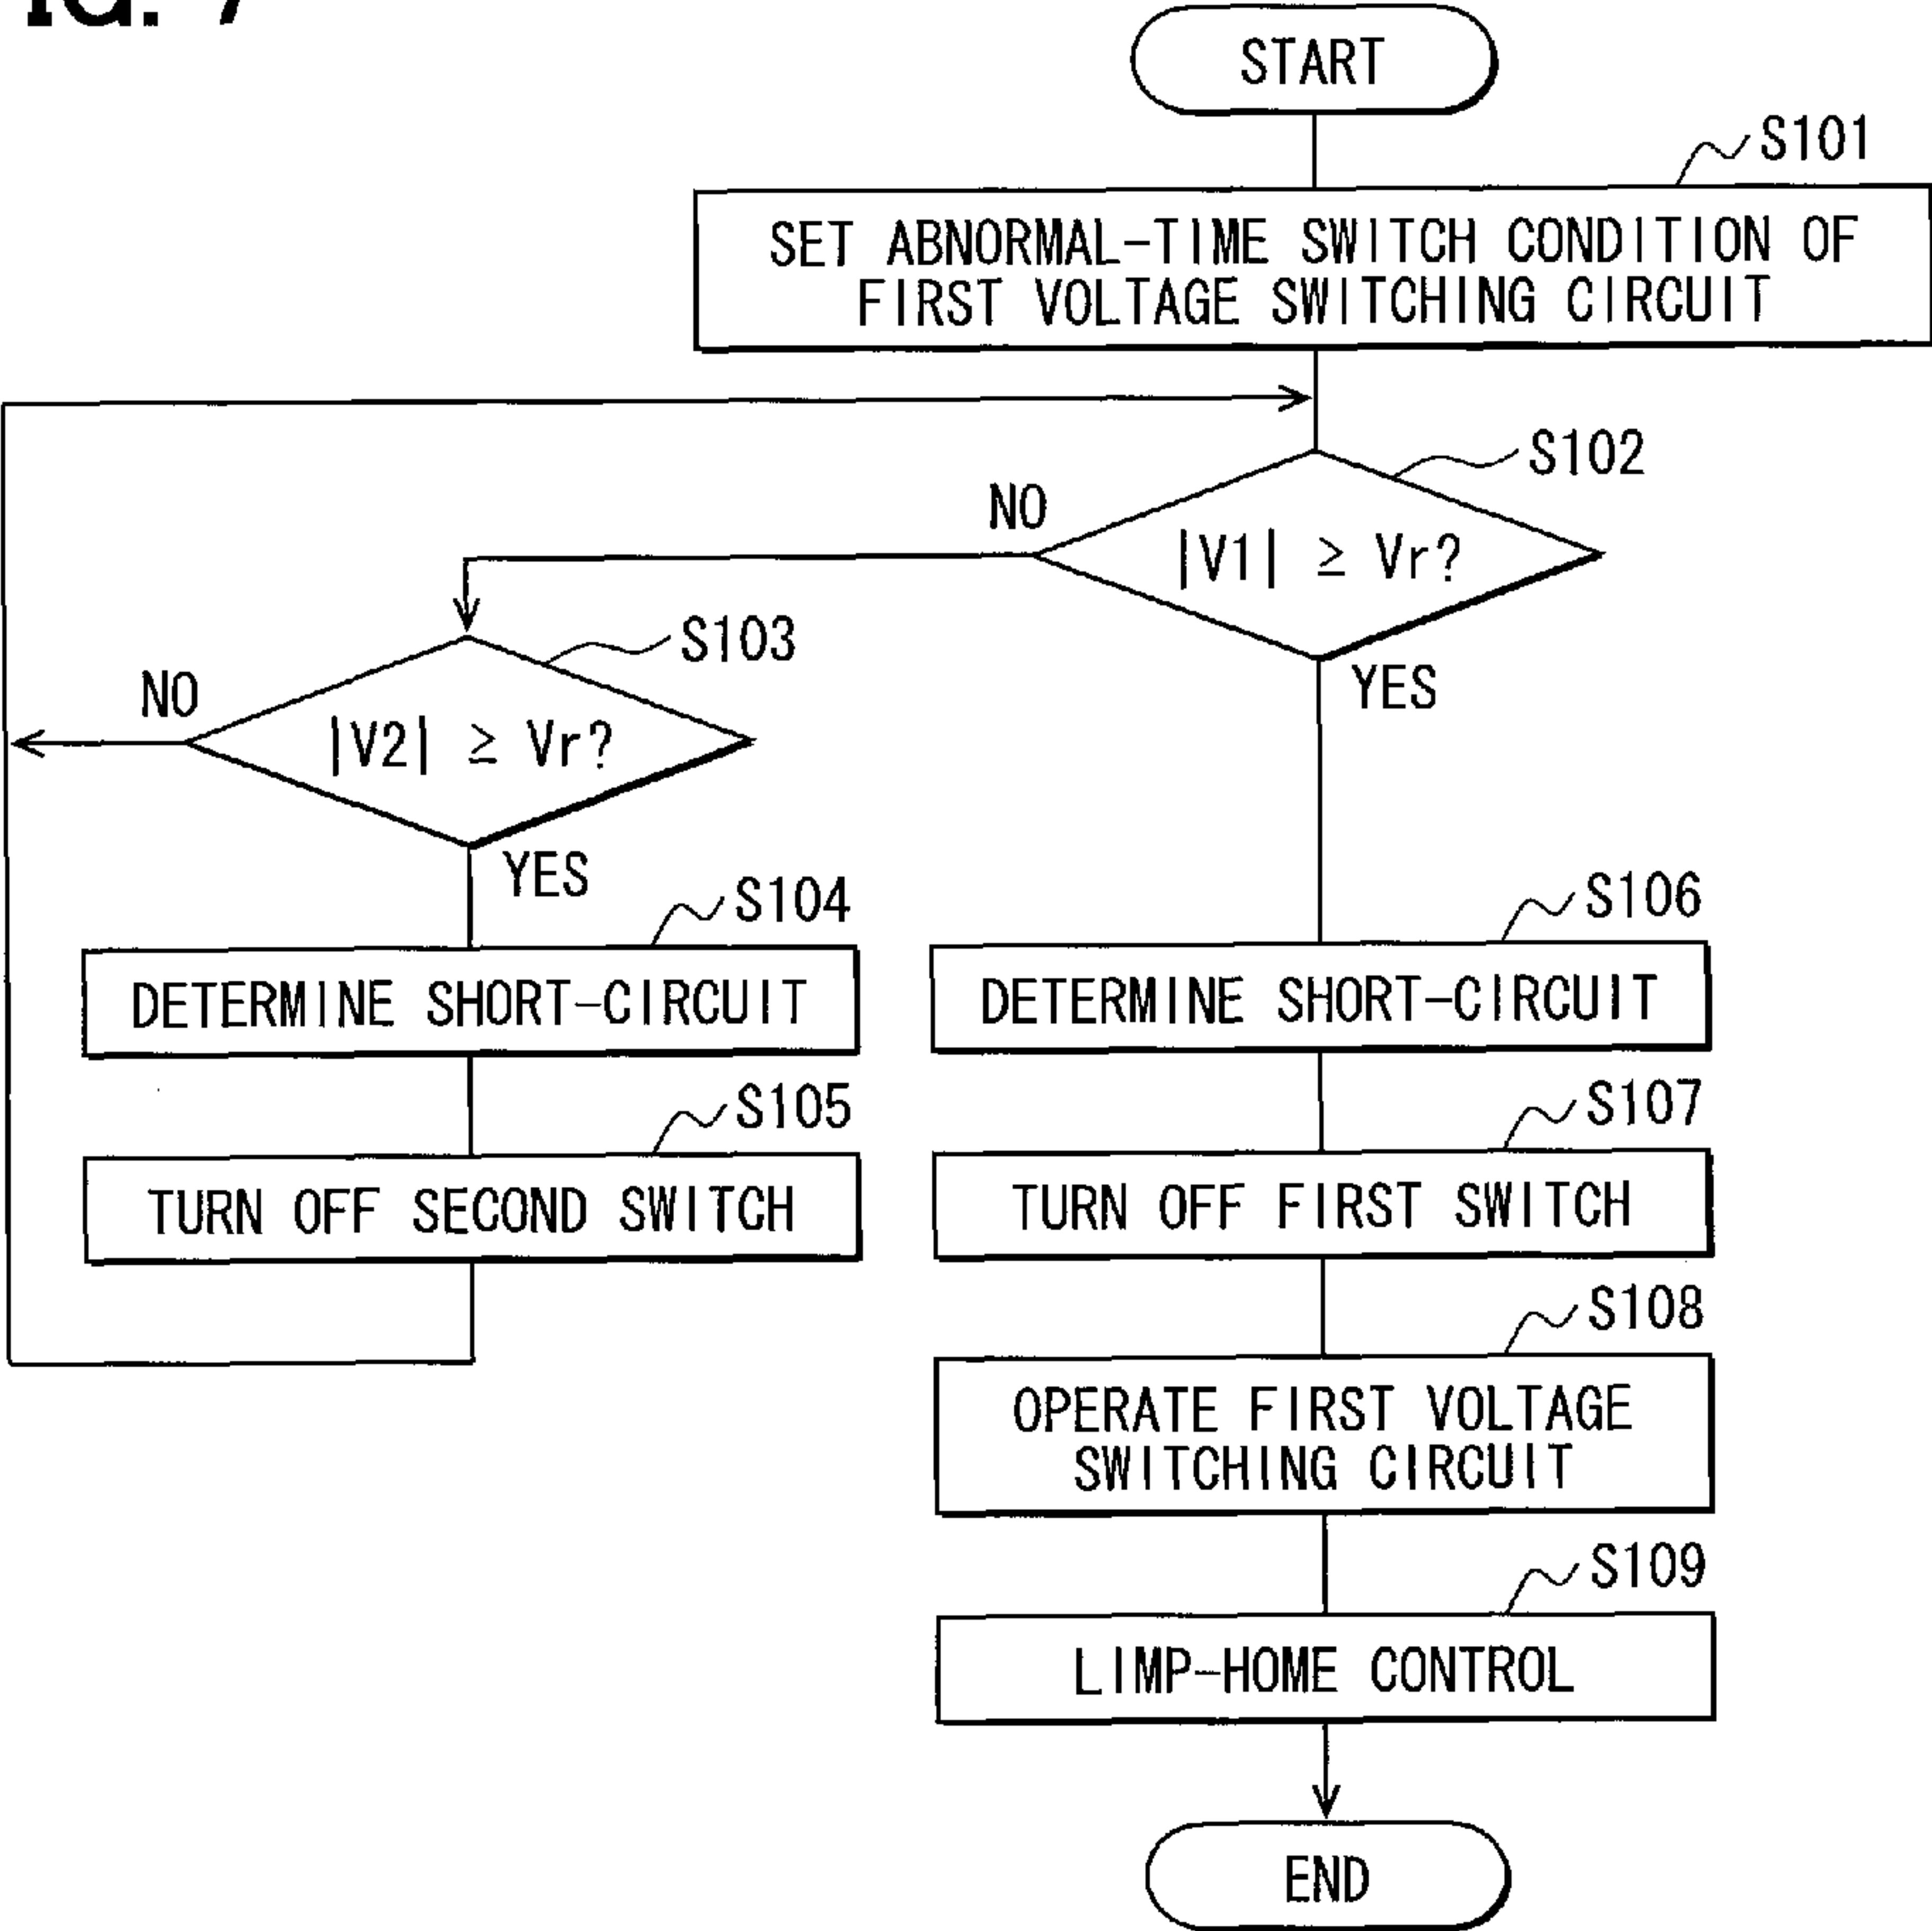 IG. 7
START
S101
SET ABNORMAL-TIME SWITCH CONDITION OF
FIRST VOLTAGE SWITCHING CIRCUIT
S102
NO
|V1| ≥ Vr?
YES
S103
NO
|V2| ≥ Vr?
YES
S104
DETERMINE SHORT-CIRCUIT
S105
TURN OFF SECOND SWITCH
S106
DETERMINE SHORT-CIRCUIT
S107
TURN OFF FIRST SWITCH
S108
OPERATE FIRST VOLTAGE
SWITCHING CIRCUIT
S109
LIMP-HOME CONTROL
END